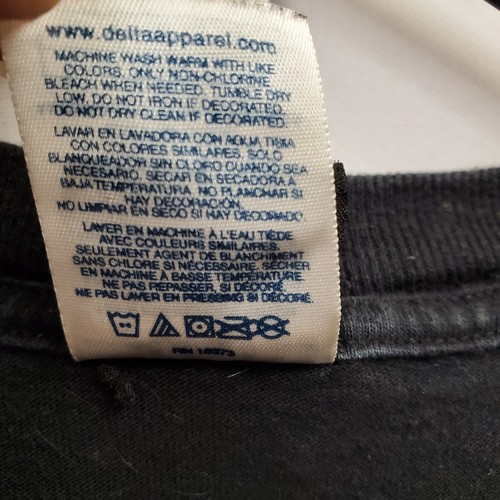 www.deltaapparel.com
MACHINE WASH WARM WITH LIKE
COLORS, ONLY NON-CHLORINE
BLEACH WHEN NEEDED. TUMBLE DRY
LOW, DO NOT IRON IF DECORATED.
DO NOT DRY CLEAN IF DECORATED.
LAVAR EN LAVADORA CON AGUA TIBIA
CON COLORES SIMILARES, SOLO
BLANQUEADOR SIN CLORO CUANDO SEA
NECESARIO. SECAR EN SECADORA A
BAJA TEMPERATURA. NO PLANCHAR SI
HAY DECORACIÓN.
NO LIMPIAR EN SECO SI HAY DECORADO.
LAVER EN MACHINE À L'EAU TIÈDE
AVEC COULEURS SIMILAIRES.
SEULEMENT AGENT DE BLANCHIMENT
SANS CLORE SI NÉCESSAIRE. SÉCHER
EN MACHINE À BASSE TEMPÉRATURE
NE PAS REPASSER, SI DÉCORÉ.
NE PAS LAVER EN PRESSING SI DÉCORÉ.
RN